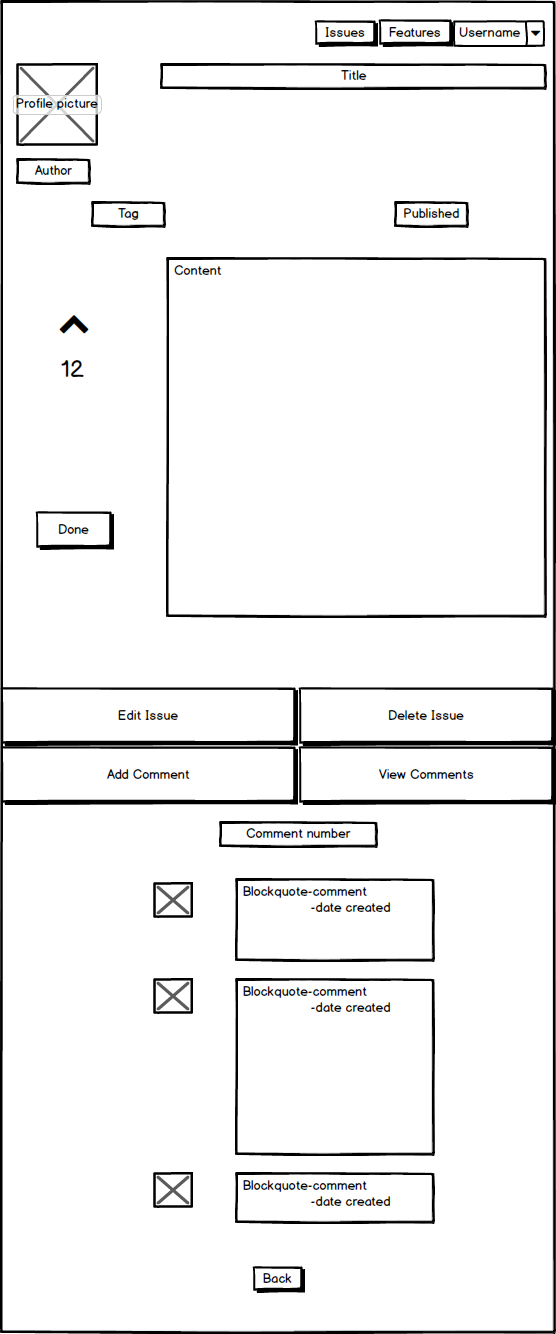 Issues
Features
Username
Title
Profile picture
Author
Tag
Published
Content
12
Done
Edit Issue
Delete Issue
Add Comment
View Comments
Comment number
Blockquote-comment
-date created
Blockquote-comment
-date created
Blockquote-comment
-date created
Back